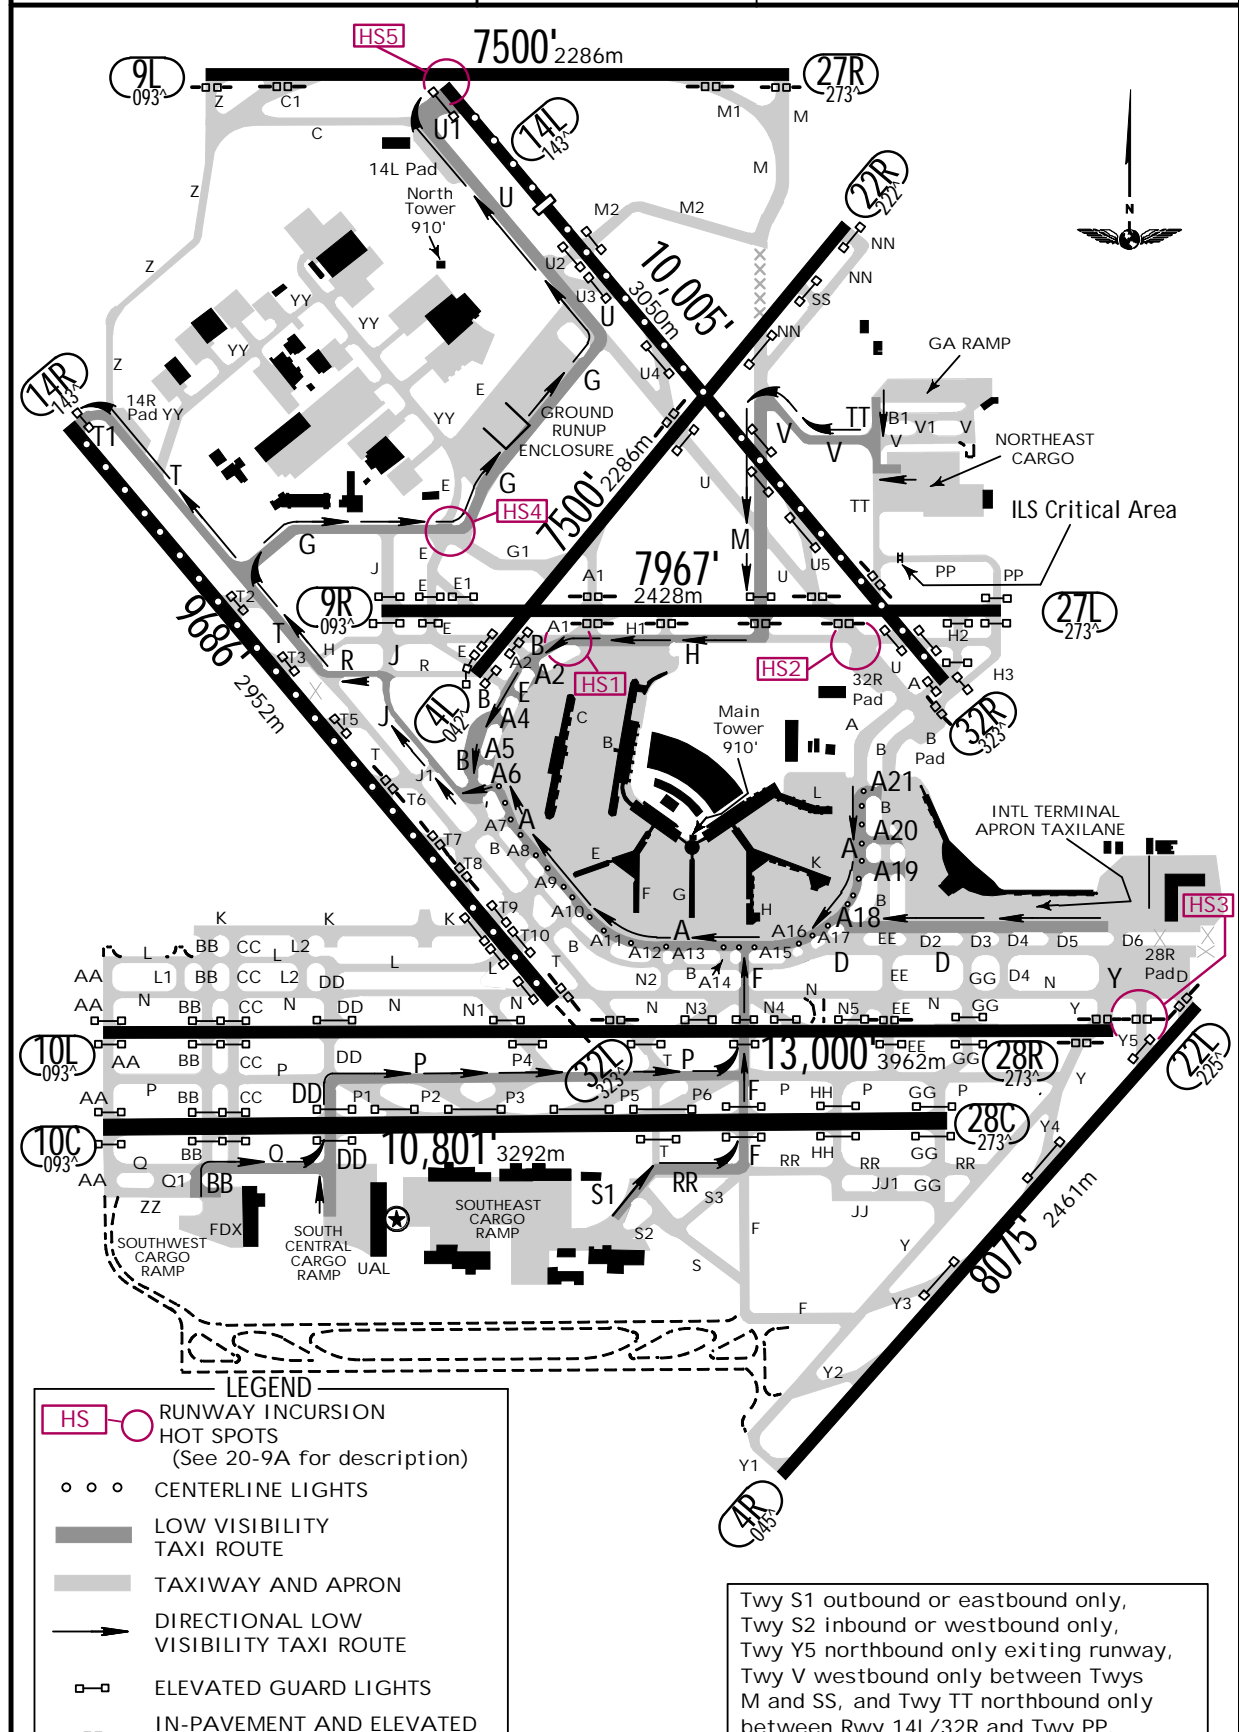 HS5
7500' 2286m
9L
093^
27R
273^
Z
C1
M1
M
C
U1
14L
143^
14L Pad
North
Tower
910'
U
M
22R
222^
N
Z
M2
M2
NN
U2
U3
U
10,005'
3050m
NN
SS
NN
Z
YY
YY
YY
Z
U4
GA RAMP
14R
143^
14R
Pad YY
T1
E
G
GROUND
RUNUP
ENCLOSURE
YY
TT
B1
V
V1
V
V
NORTHEAST
CARGO
J
T
E
G
HS4
7500' 2286m
U
TT
ILS Critical Area
G
E
G1
M
J
E
E1
A1
7967'
2428m
U
U5
PP
PP
T2
9R
093^
27L
273^
T
H
R
J
E
R
E
A1
B
A2
A2
H1
H
HS1
HS2
U
H2
H3
9686'
2952m
T3
T5
J
4L
042^
B
E
A4
A5
B
A6
C
B
Main
Tower
910'
32R
Pad
A
A
B
B
Pad
32R
323^
T
J1
T6
A
A7
A8
B
T7
T8
A9
A10
E
F
G
H
K
L
A21
B
A20
A
A19
B
A18
INTL TERMINAL
APRON TAXILANE
HS3
K
K
K
T9
T10
B
A11
A12
A
A13
A15
A16
A17
EE
D2
D3
D4
D5
D6
28R
Pad
D
L
BB
CC
L2
L
L
L
T
N2
B
A14
F
D
D
AA
L1
BB
CC
L2
DD
EE
GG
D4
N
Y
AA
N
BB
CC
N
DD
N
N1
N
N
N3
N4
N
N5
EE
N
GG
Y
Y5
10L
093^
AA
BB
CC
DD
P
P4
32L
323^
T
P
13,000'
3962m
EE
GG
28R
273^
22L
225^
P
BB
CC
P
DD
P1
P2
P3
P5
P6
F
P
HH
P
GG
P
Y
AA
10C
093^
28C
273^
10,801'
3292m
Q
BB
Q
DD
T
F
RR
HH
RR
GG
RR
Y4
AA
Q1
BB
ZZ
S1
RR
S3
JJ1
GG
JJ
8075'
2461m
SOUTHWEST
CARGO
RAMP
FDX
SOUTH
CENTRAL
CARGO
RAMP
UAL
SOUTHEAST
CARGO
RAMP
S2
S
F
Y
Y3
F
Y2
Y1
4R
045^
LEGEND
HS
RUNWAY INCURSION
HOT SPOTS
(See 20-9A for description)
CENTERLINE LIGHTS
LOW VISIBILITY
TAXI ROUTE
TAXIWAY AND APRON
DIRECTIONAL LOW
VISIBILITY TAXI ROUTE
ELEVATED GUARD LIGHTS
IN-PAVEMENT AND ELEVATED
Twy S1 outbound or eastbound only,
Twy S2 inbound or westbound only,
Twy Y5 northbound only exiting runway,
Twy V westbound only between Twys
M and SS, and Twy TT northbound only
between Rwy 14L/32R and Twy PP